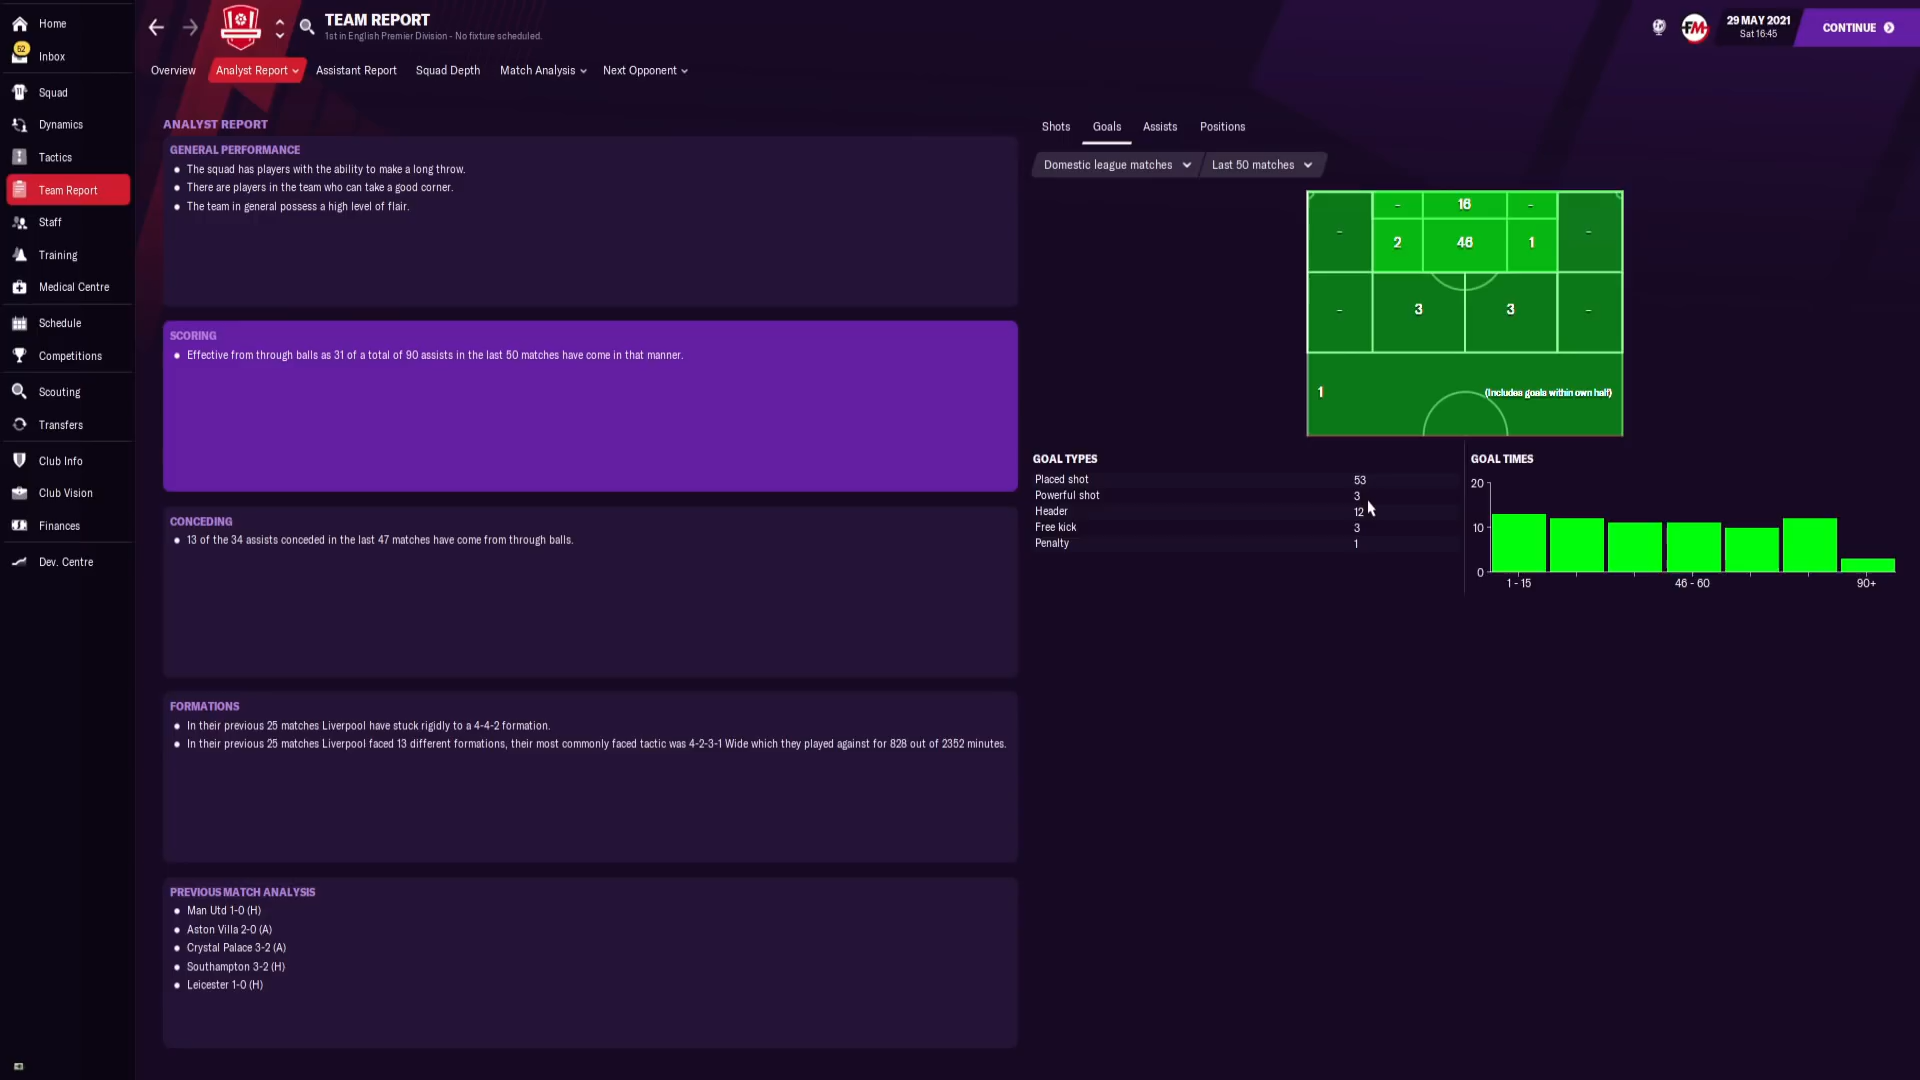 Home
52
Inbox
Squad
Dynamics
Tactics
Team Report
Staff
Training
Medical Centre
Schedule
Competitions
Scouting
Transfers
Club Info
Club Vision
Finances
Dev. Centre
TEAM REPORT
1st in English Premier Division - No fixture scheduled.
FM
29 MAY 2021
Sat 16:45
CONTINUE
Overview
Analyst Report
Assistant Report
Squad Depth
Match Analysis
Next Opponent
ANALYST REPORT
GENERAL PERFORMANCE
The squad has players with the ability to make a long throw.
There are players in the team who can take a good corner.
The team in general possess a high level of flair.
SCORING
Effective from through balls as 31 of a total of 90 assists in the last 50 matches have come in that manner.
CONCEDING
13 of the 34 assists conceded in the last 47 matches have come from through balls.
FORMATIONS
In their previous 25 matches Liverpool have stuck rigidly to a 4-4-2 formation.
In their previous 25 matches Liverpool faced 13 different formations, their most commonly faced tactic was 4-2-3-1 Wide which they played against for 828 out of 2352 minutes.
PREVIOUS MATCH ANALYSIS
Man Utd 1-0 (H)
Aston Villa 2-0 (A)
Crystal Palace 3-2 (A)
Southampton 3-2 (H)
Leicester 1-0 (H)
Shots
Goals
Assists
Positions
Domestic league matches
Last 50 matches
- 16 -
- 2 46 1 -
- 3 3 -
1 (Includes goals within own half)
GOAL TYPES
Placed shot 53
Powerful shot 3
Header 12
Free kick 3
Penalty 1
GOAL TIMES
20
10
0
1 - 15
46 - 60
90+